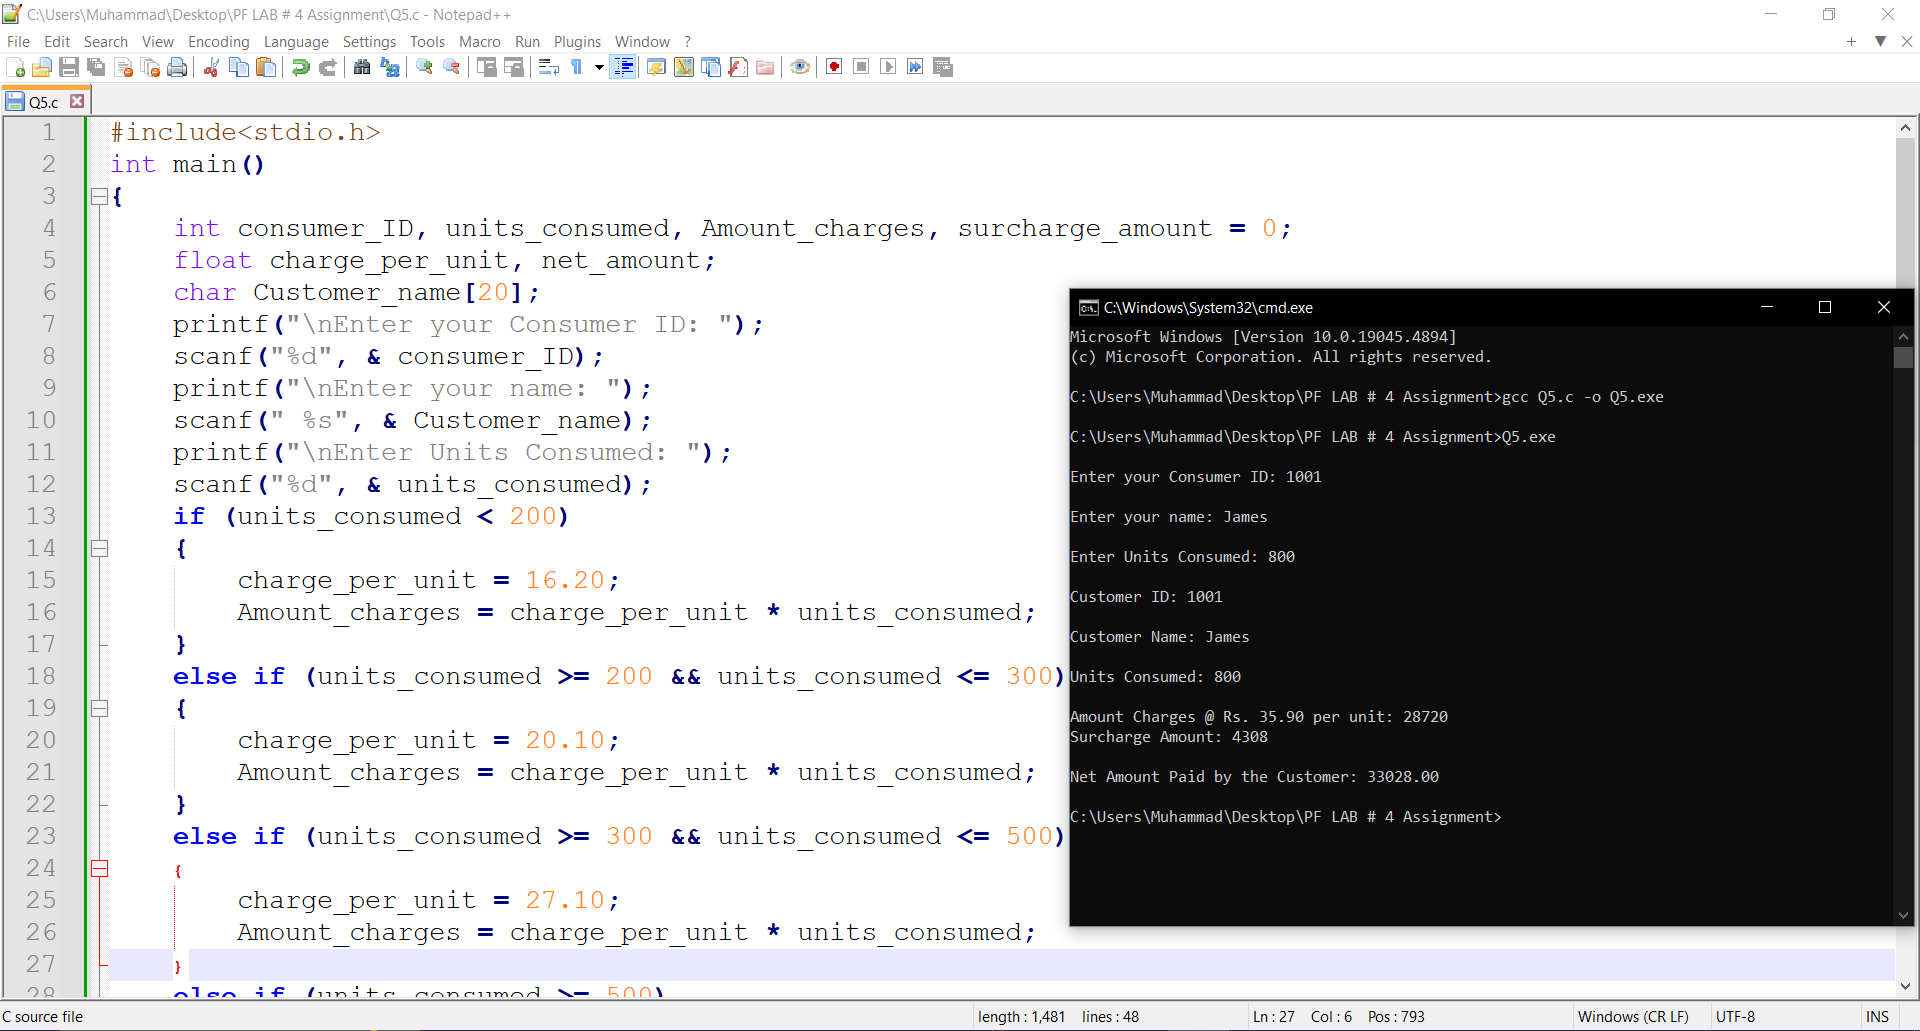 C:\Users\Muhammad\Desktop\PF LAB # 4 Assignment\Q5.c - Notepad++
File Edit Search View Encoding Language Settings Tools Macro Run Plugins Window ?
Q5.c
1 #include<stdio.h>
2 int main()
3 {
4 int consumer_ID, units_consumed, Amount_charges, surcharge_amount = 0;
5 float charge_per_unit, net_amount;
6 char Customer_name[20];
7 printf("\nEnter your Consumer ID: ");
8 scanf("%d", & consumer_ID);
9 printf("\nEnter your name: ");
10 scanf(" %s", & Customer_name);
11 printf("\nEnter Units Consumed: ");
12 scanf("%d", & units_consumed);
13 if (units_consumed < 200)
14 {
15 charge_per_unit = 16.20;
16 Amount_charges = charge_per_unit * units_consumed;
17 }
18 else if (units_consumed >= 200 && units_consumed <= 300)
19 {
20 charge_per_unit = 20.10;
21 Amount_charges = charge_per_unit * units_consumed;
22 }
23 else if (units_consumed >= 300 && units_consumed <= 500)
24 {
25 charge_per_unit = 27.10;
26 Amount_charges = charge_per_unit * units_consumed;
27 }
28 else if (units_consumed >= 500)
C:\Windows\System32\cmd.exe
Microsoft Windows [Version 10.0.19045.4894]
(c) Microsoft Corporation. All rights reserved.
C:\Users\Muhammad\Desktop\PF LAB # 4 Assignment>gcc Q5.c -o Q5.exe
C:\Users\Muhammad\Desktop\PF LAB # 4 Assignment>Q5.exe
Enter your Consumer ID: 1001
Enter your name: James
Enter Units Consumed: 800
Customer ID: 1001
Customer Name: James
Units Consumed: 800
Amount Charges @ Rs. 35.90 per unit: 28720
Surcharge Amount: 4308
Net Amount Paid by the Customer: 33028.00
C:\Users\Muhammad\Desktop\PF LAB # 4 Assignment>
C source file length : 1,481 lines : 48 Ln : 27 Col : 6 Pos : 793 Windows (CR LF) UTF-8 INS